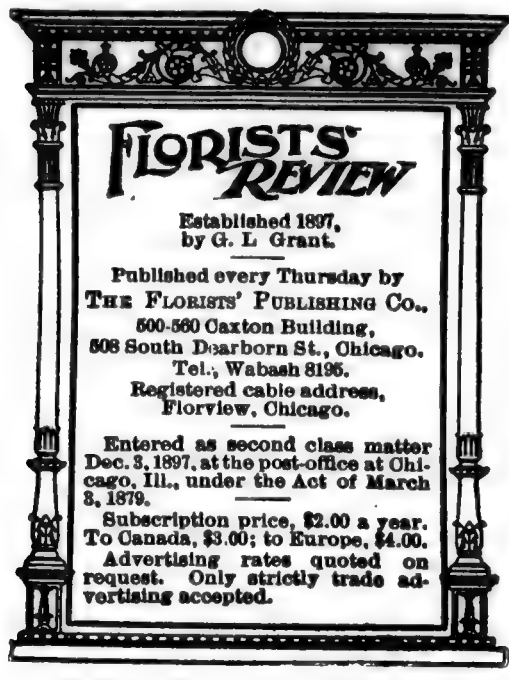 FLORISTS'
REVIEW
Established 1897,
by G. L Grant.
Published every Thursday by
THE FLORISTS' PUBLISHING CO.,
500-560 Caxton Building,
508 South Dearborn St., Chicago.
Tel., Wabash 8195.
Registered cable address,
Florview, Chicago.
Entered as second class matter
Dec. 3, 1897, at the post-office at Chi-
cago, Ill., under the Act of March
3, 1879.
Subscription price, $2.00 a year.
To Canada, $3.00; to Europe, $4.00.
Advertising rates quoted on
request. Only strictly trade ad-
vertising accepted.